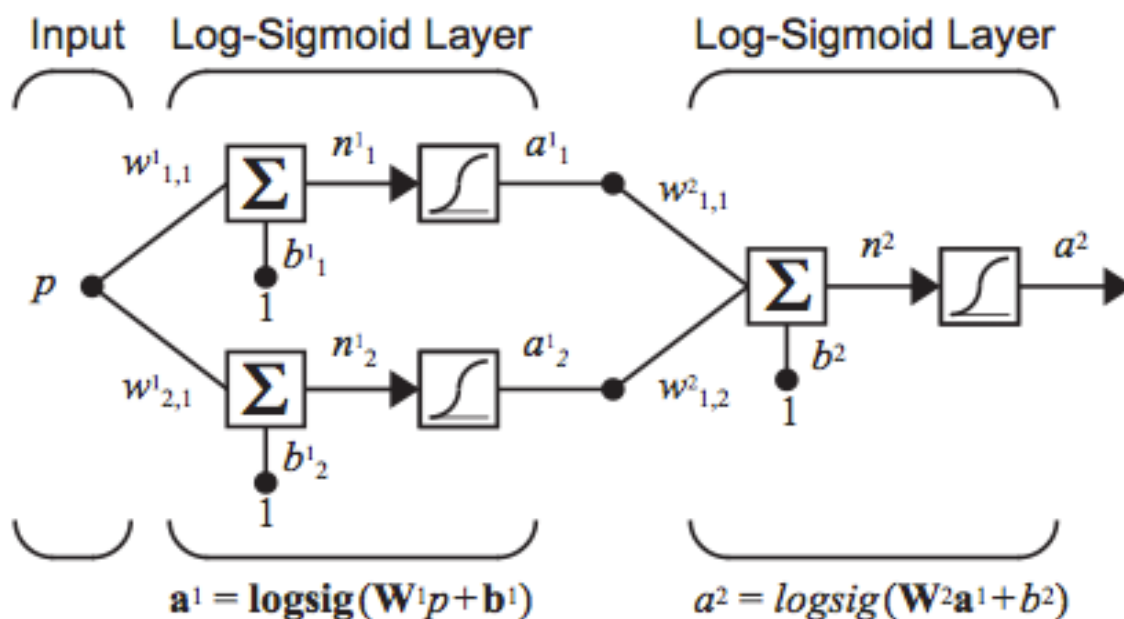 Input Log-Sigmoid Layer Log-Sigmoid Layer
w¹₁,₁ Σ n¹₁ a¹₁ w²₁,₁
b¹₁
1
p Σ n² a²
b²
1
w¹₂,₁ Σ n¹₂ a¹₂ w²₁,₂
b¹₂
1
a¹ = logsig(W¹p+b¹) a² = logsig(W²a¹+b²)